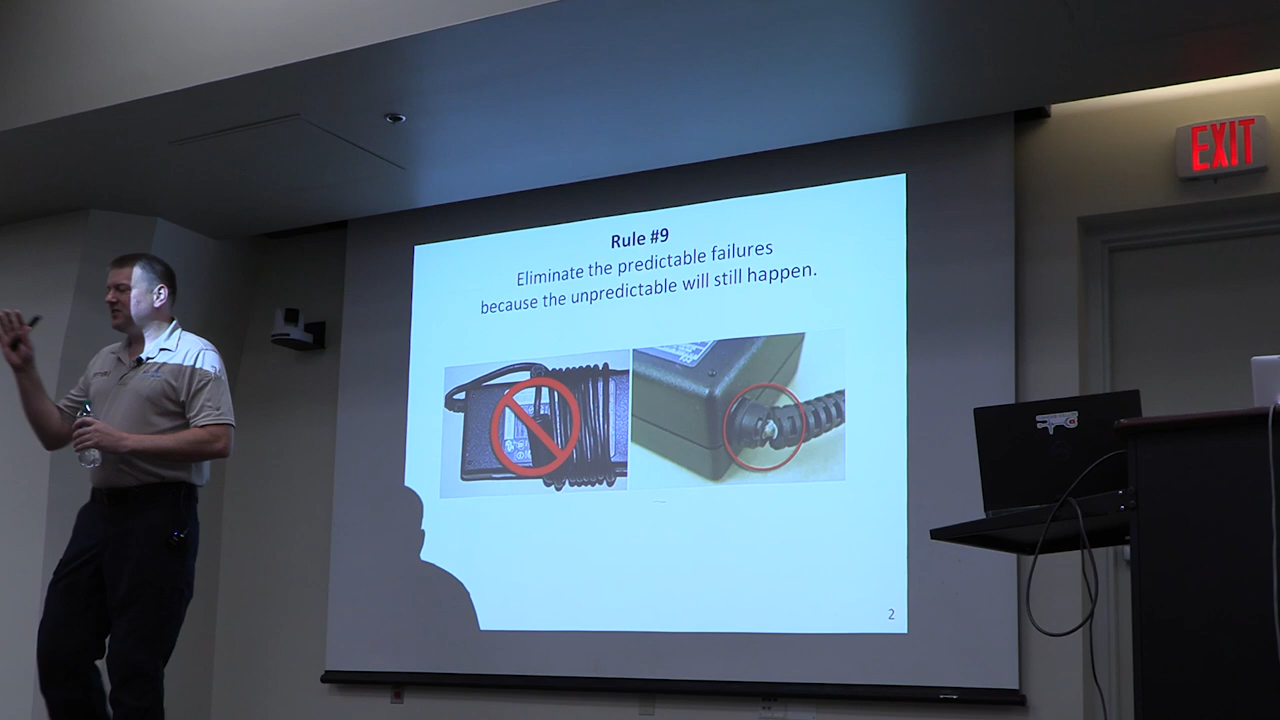 Rule #9
Eliminate the predictable failures
because the unpredictable will still happen.
2
EXIT